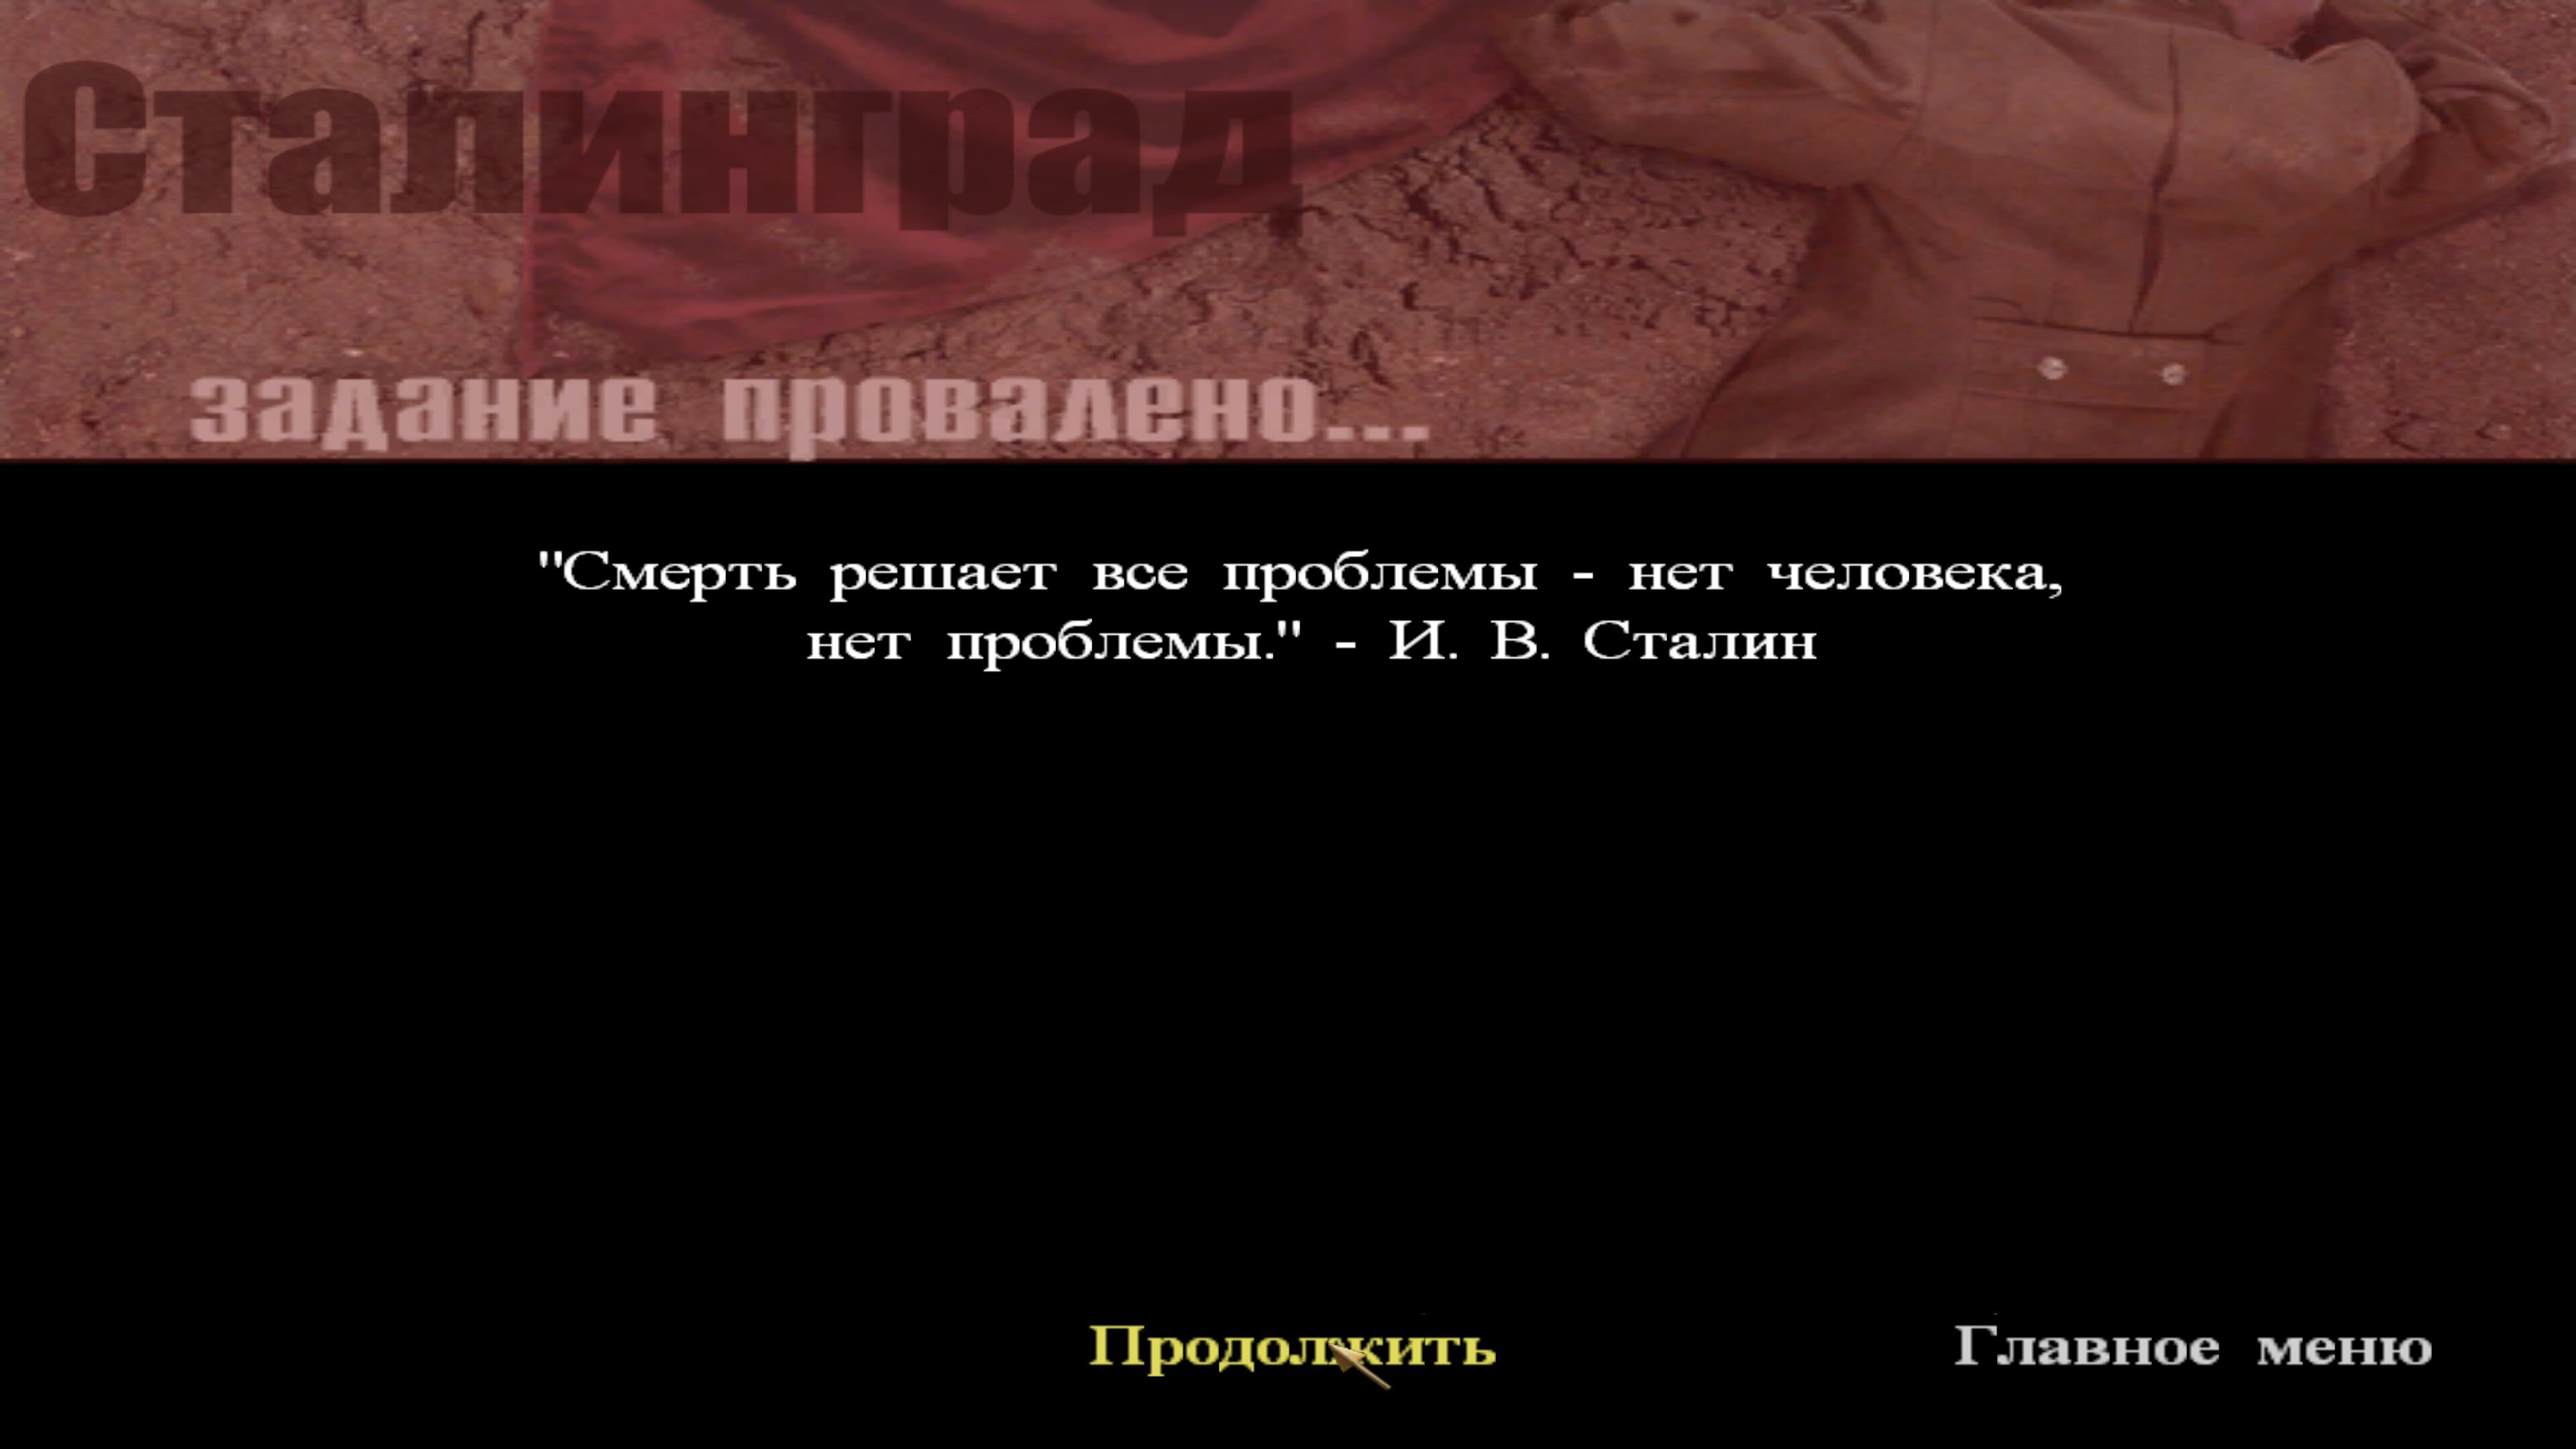 Сталинград
задание провалено...
"Смерть решает все проблемы - нет человека,
нет проблемы." - И. В. Сталин
Продолжить
Главное меню